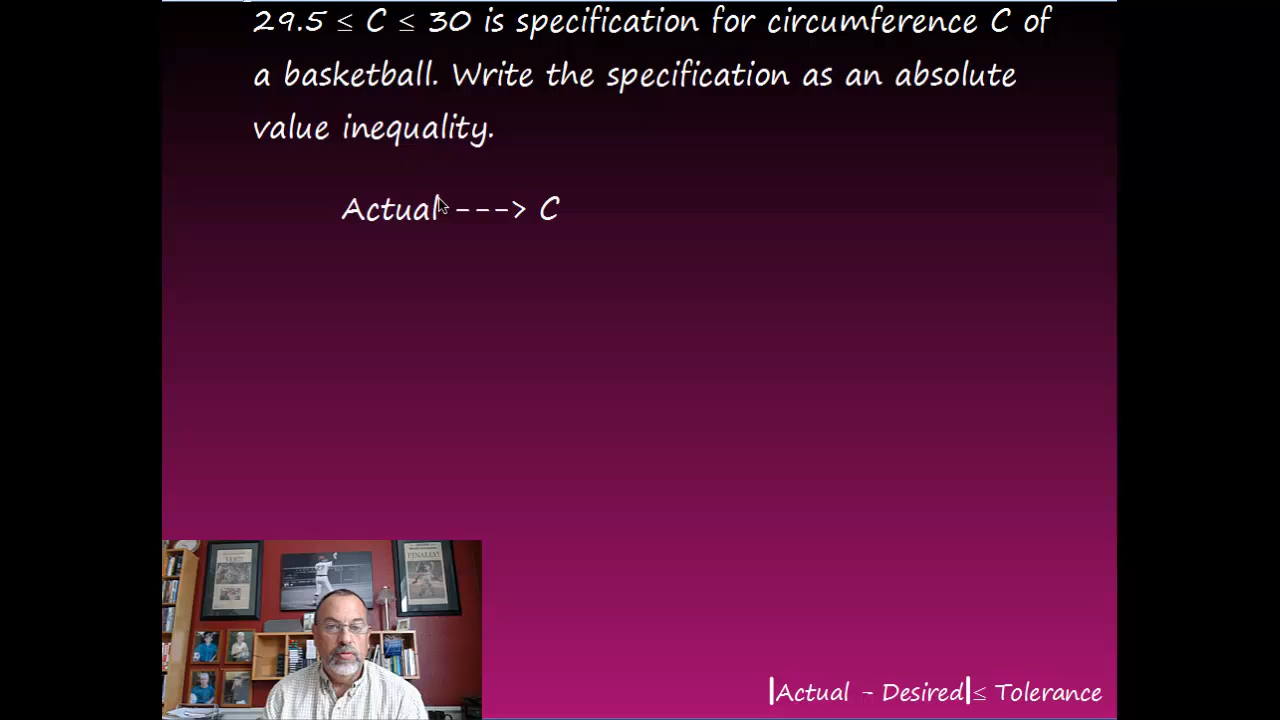 29.5 ≤ C ≤ 30 is specification for circumference C of
a basketball. Write the specification as an absolute
value inequality.
Actual ---> C
FINALLY!
|Actual - Desired| ≤ Tolerance